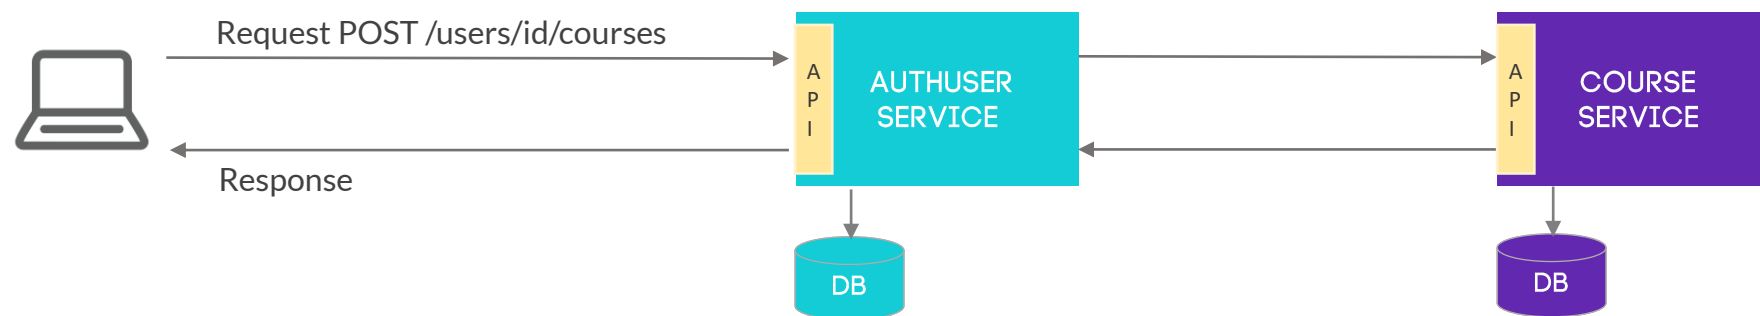 Request POST /users/id/courses
Response
A
P
I
AUTHUSER
SERVICE
DB
A
P
I
COURSE
SERVICE
DB